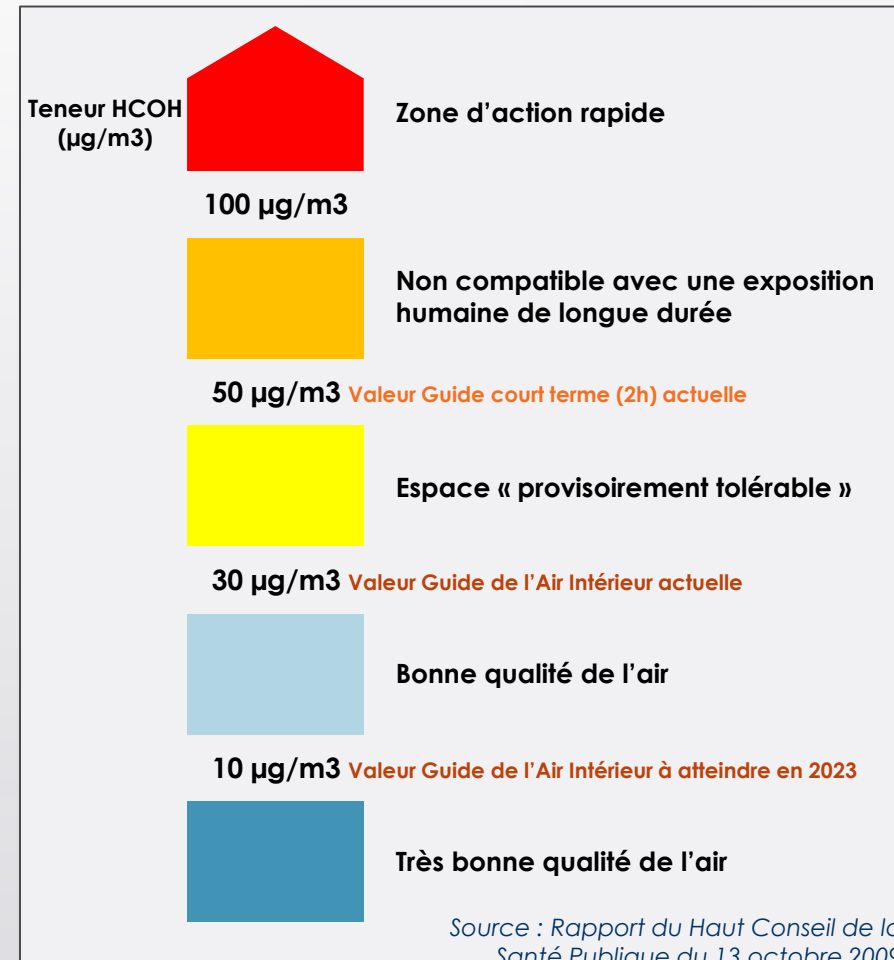 Teneur HCOH
(µg/m3)
Zone d’action rapide
100 µg/m3
Non compatible avec une exposition
humaine de longue durée
50 µg/m3 Valeur Guide court terme (2h) actuelle
Espace « provisoirement tolérable »
30 µg/m3 Valeur Guide de l’Air Intérieur actuelle
Bonne qualité de l’air
10 µg/m3 Valeur Guide de l’Air Intérieur à atteindre en 2023
Très bonne qualité de l’air
Source : Rapport du Haut Conseil de la
Santé Publique du 13 octobre 2009